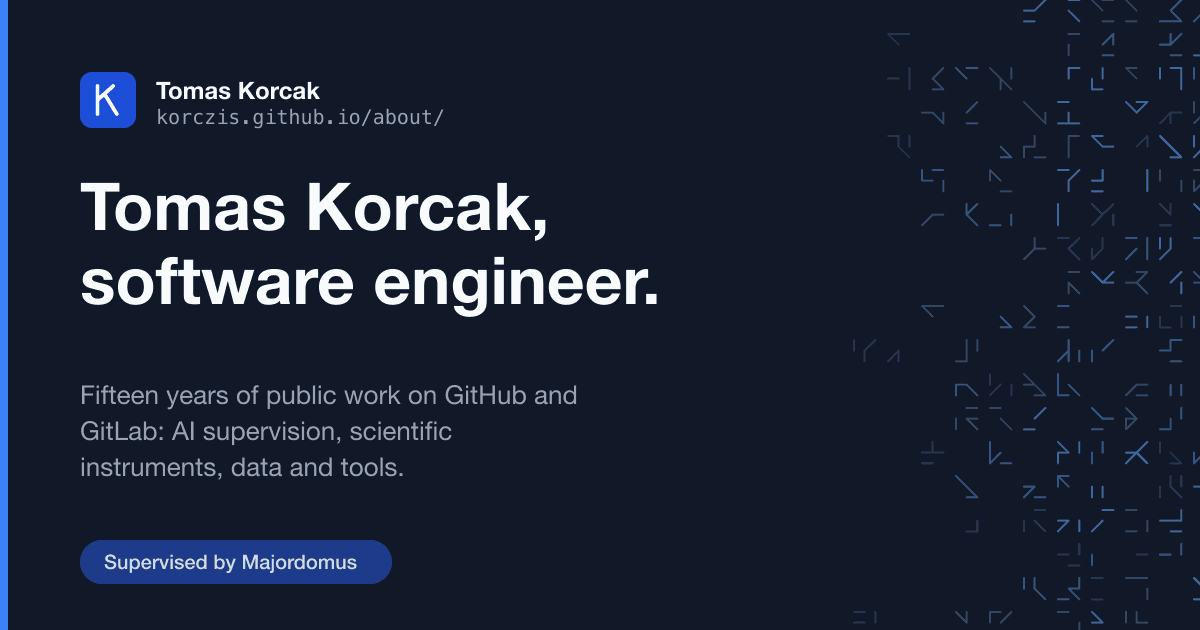 K
Tomas Korcak
korczis.github.io/about/
Tomas Korcak,
software engineer.
Fifteen years of public work on GitHub and
GitLab: AI supervision, scientific
instruments, data and tools.
Supervised by Majordomus